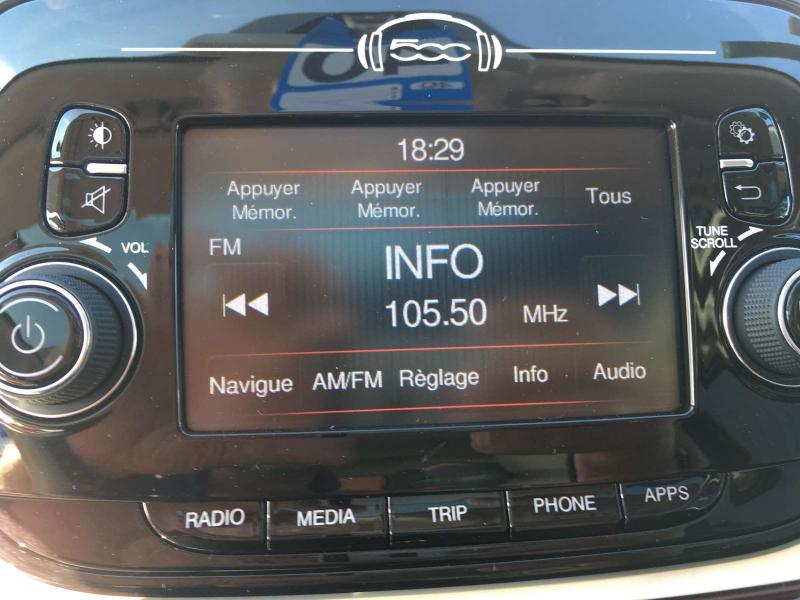 500
18:29
Appuyer Appuyer Appuyer Tous
Mémor. Mémor. Mémor.
VOL
TUNE
SCROLL
FM
INFO
105.50 MHz
Navigue AM/FM Règlage Info Audio
RADIO MEDIA TRIP PHONE APPS